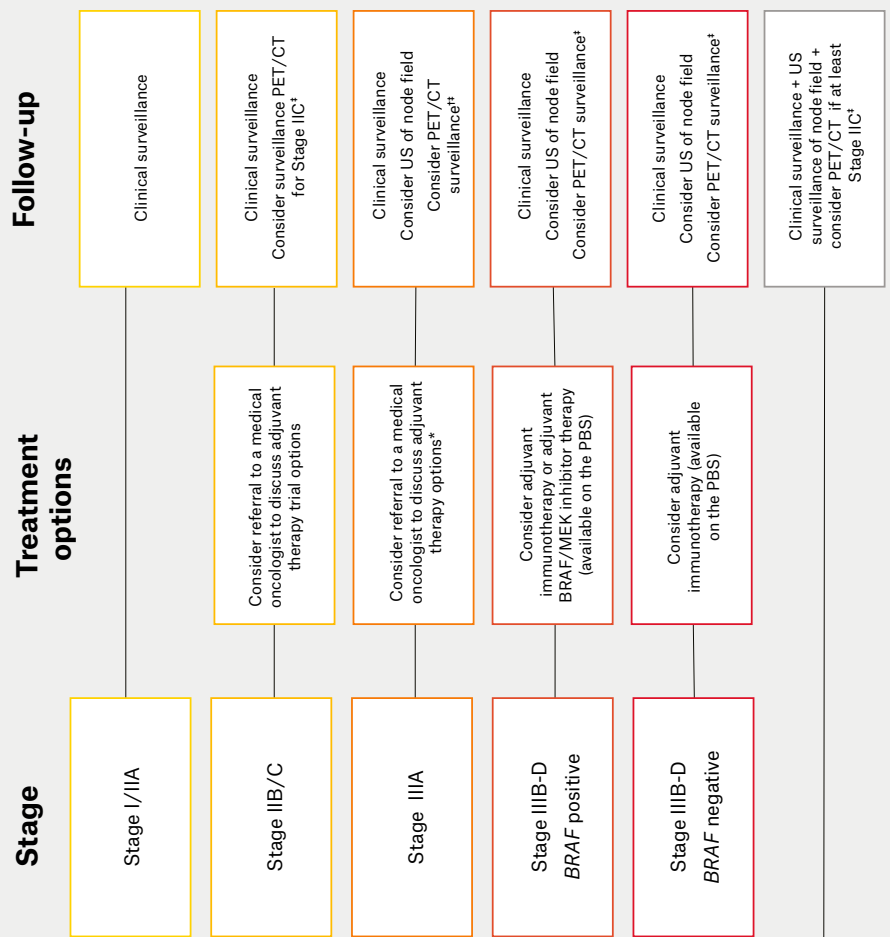 Stage
Treatment
options
Follow-up
Stage I/IIA
Clinical surveillance
Stage IIB/C
Consider referral to a medical
oncologist to discuss adjuvant
therapy trial options
Clinical surveillance
Consider surveillance PET/CT
for Stage IIC‡
Stage IIIA
Consider referral to a medical
oncologist to discuss adjuvant
therapy options*
Clinical surveillance
Consider US of node field
Consider PET/CT
surveillance†‡
Stage IIIB-D
BRAF positive
Consider adjuvant
immunotherapy or adjuvant
BRAF/MEK inhibitor therapy
(available on the PBS)
Clinical surveillance
Consider US of node field
Consider PET/CT surveillance‡
Stage IIIB-D
BRAF negative
Consider adjuvant
immunotherapy (available
on the PBS)
Clinical surveillance
Consider US of node field
Consider PET/CT surveillance‡
Clinical surveillance + US
surveillance of node field +
consider PET/CT if at least
Stage IIC‡